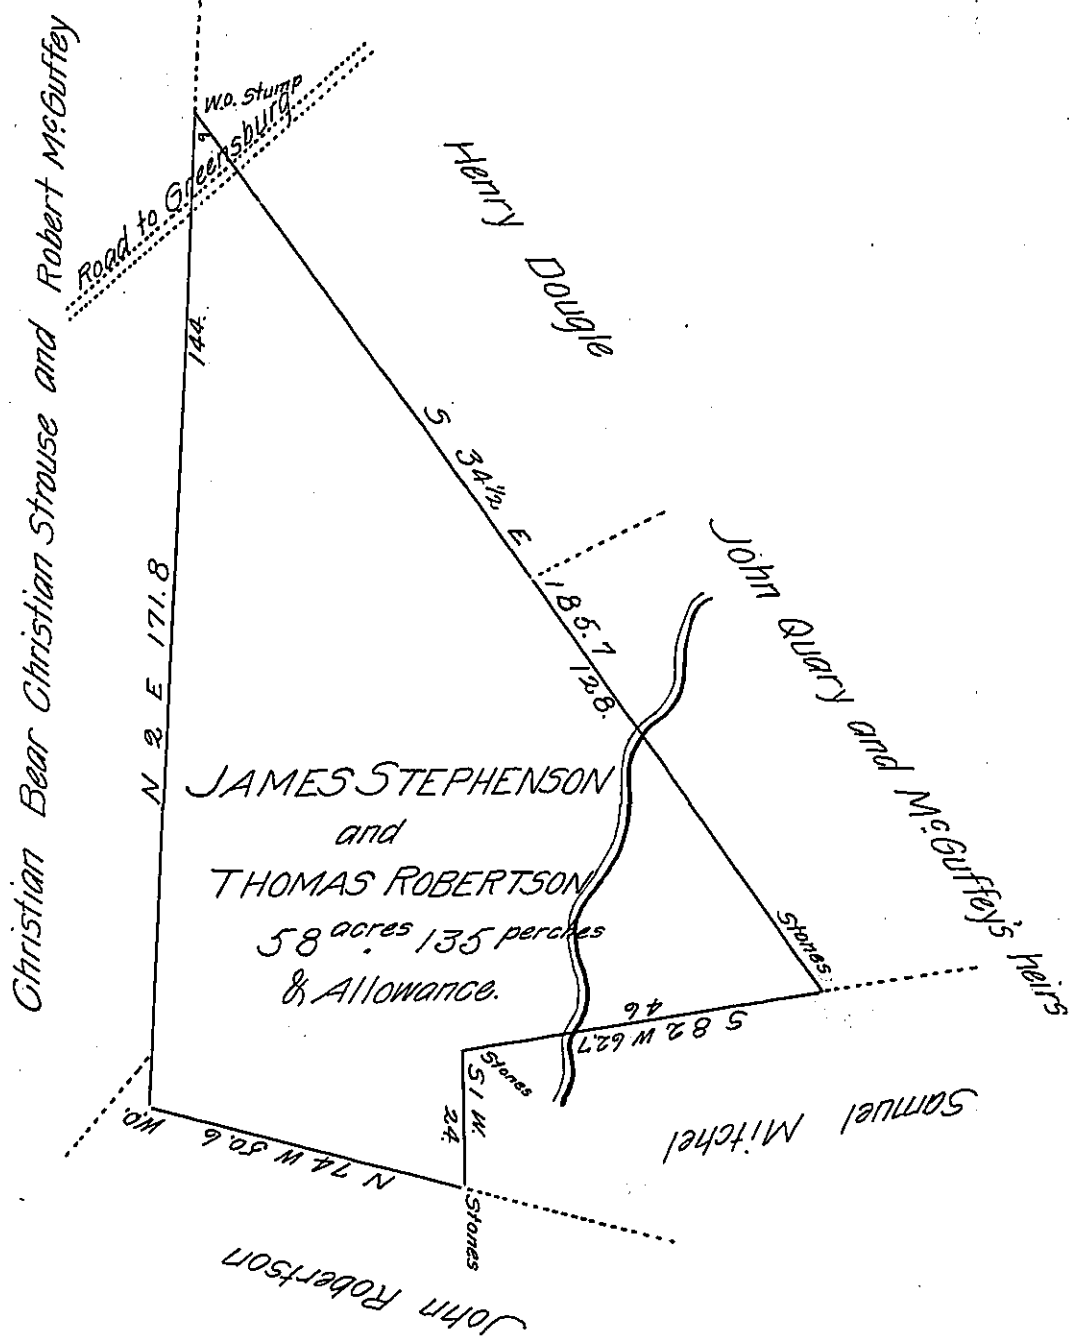 Christian Bear Christian Strouse and Robert McGuffey
Road to Greensburg
W.O. Stump
9
144.
N 2 E 171.8
Henry Dougle
S 34½ E 185.7
128.
John Quary and McGuffey's heirs
JAMES STEPHENSON
and
THOMAS ROBERTSON
58 acres 135 perches
& Allowance.
Stones
46
S 82 W 62.7
Stones
S 1 W.
24.
Samuel Mitchel
W.O.
N 74 W 50.6
Stones
John Robertson